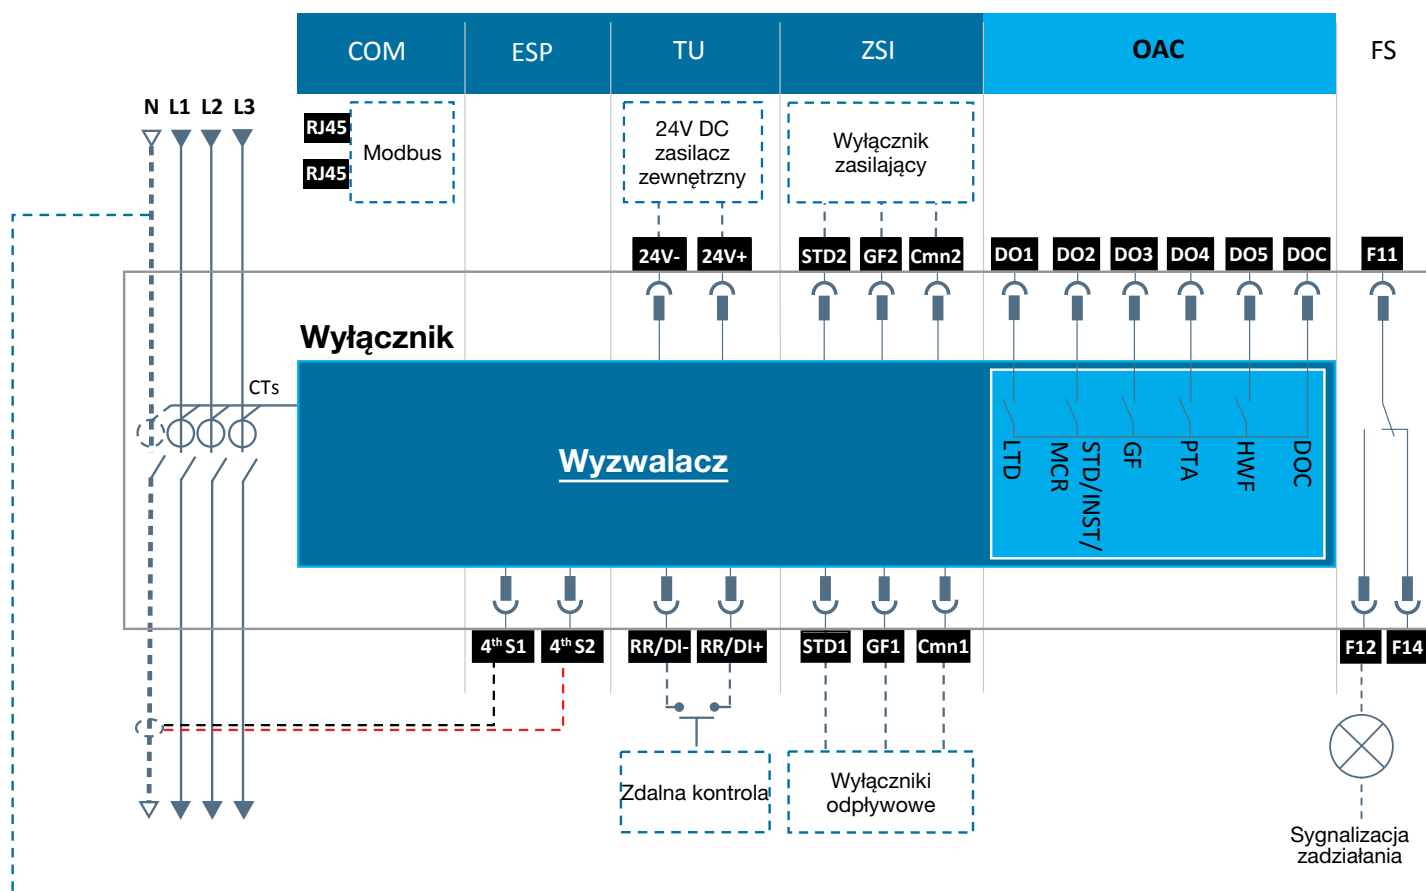 COM ESP TU ZSI OAC FS
N L1 L2 L3
RJ45
RJ45
Modbus
24V DC
zasilacz
zewnętrzny
Wyłącznik
zasilający
24V- 24V+ STD2 GF2 Cmn2 DO1 DO2 DO3 DO4 DO5 DOC F11
Wyłącznik
CTs
Wyzwalacz
LTD
STD/INST/
MCR
GF
PTA
HWF
DOC
4th S1 4th S2 RR/DI- RR/DI+ STD1 GF1 Cmn1 F12 F14
Zdalna kontrola
Wyłączniki
odpływowe
Sygnalizacja
zadziałania